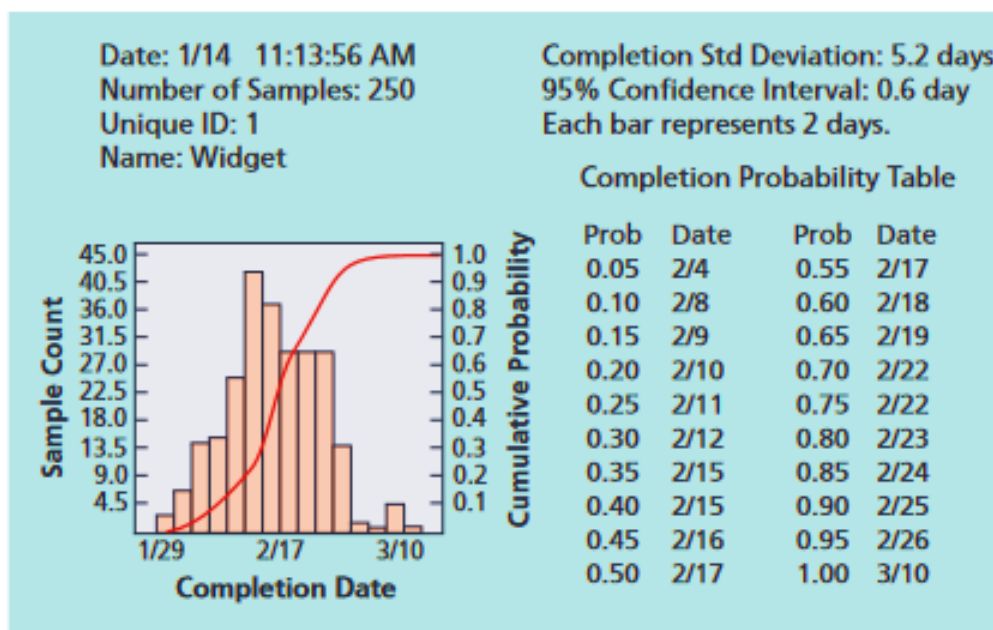 Date: 1/14 11:13:56 AM
Number of Samples: 250
Unique ID: 1
Name: Widget
Completion Std Deviation: 5.2 days
95% Confidence Interval: 0.6 day
Each bar represents 2 days.
Completion Probability Table
Prob Date Prob Date
0.05 2/4 0.55 2/17
0.10 2/8 0.60 2/18
0.15 2/9 0.65 2/19
0.20 2/10 0.70 2/22
0.25 2/11 0.75 2/22
0.30 2/12 0.80 2/23
0.35 2/15 0.85 2/24
0.40 2/15 0.90 2/25
0.45 2/16 0.95 2/26
0.50 2/17 1.00 3/10
Sample Count
45.0
40.5
36.0
31.5
27.0
22.5
18.0
13.5
9.0
4.5
1.0
0.9
0.8
0.7
0.6
0.5
0.4
0.3
0.2
0.1
Cumulative Probability
1/29 2/17 3/10
Completion Date